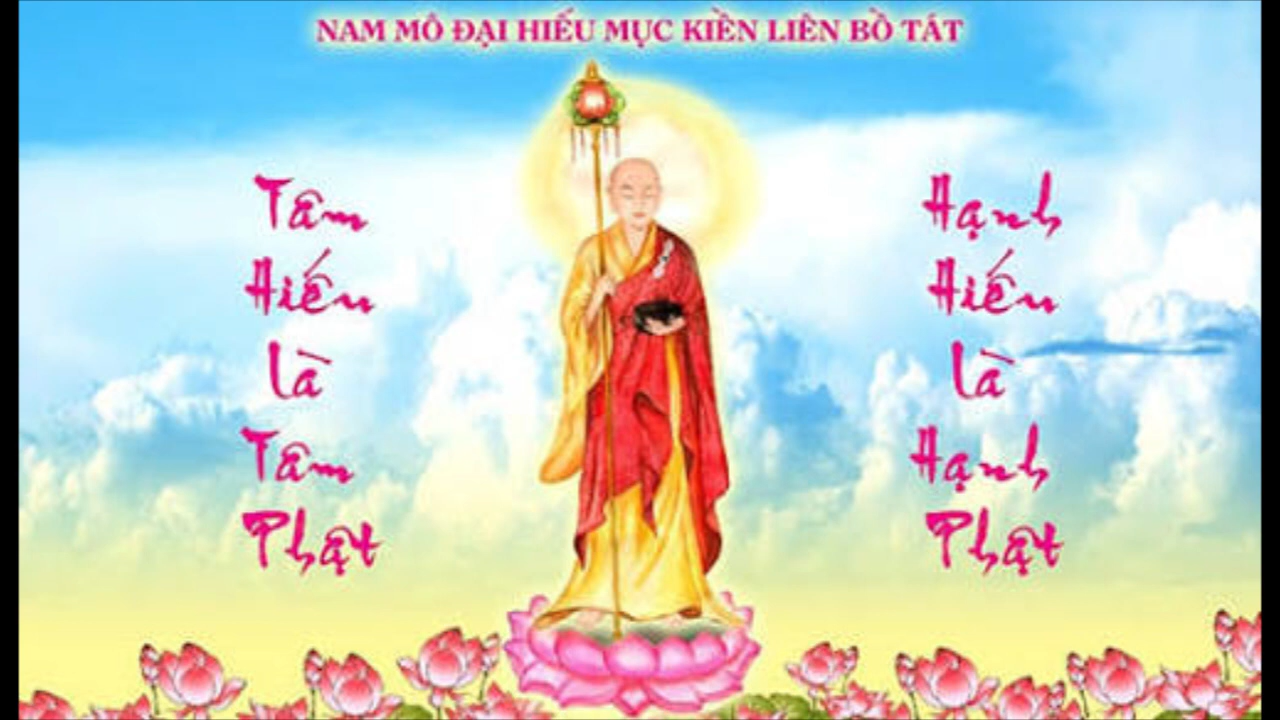 NAM MÔ ĐẠI HIẾU MỤC KIỀN LIÊN BỒ TÁT
Tâm
Hiếu
là
Tâm
Phật
Hạnh
Hiếu
là
Hạnh
Phật